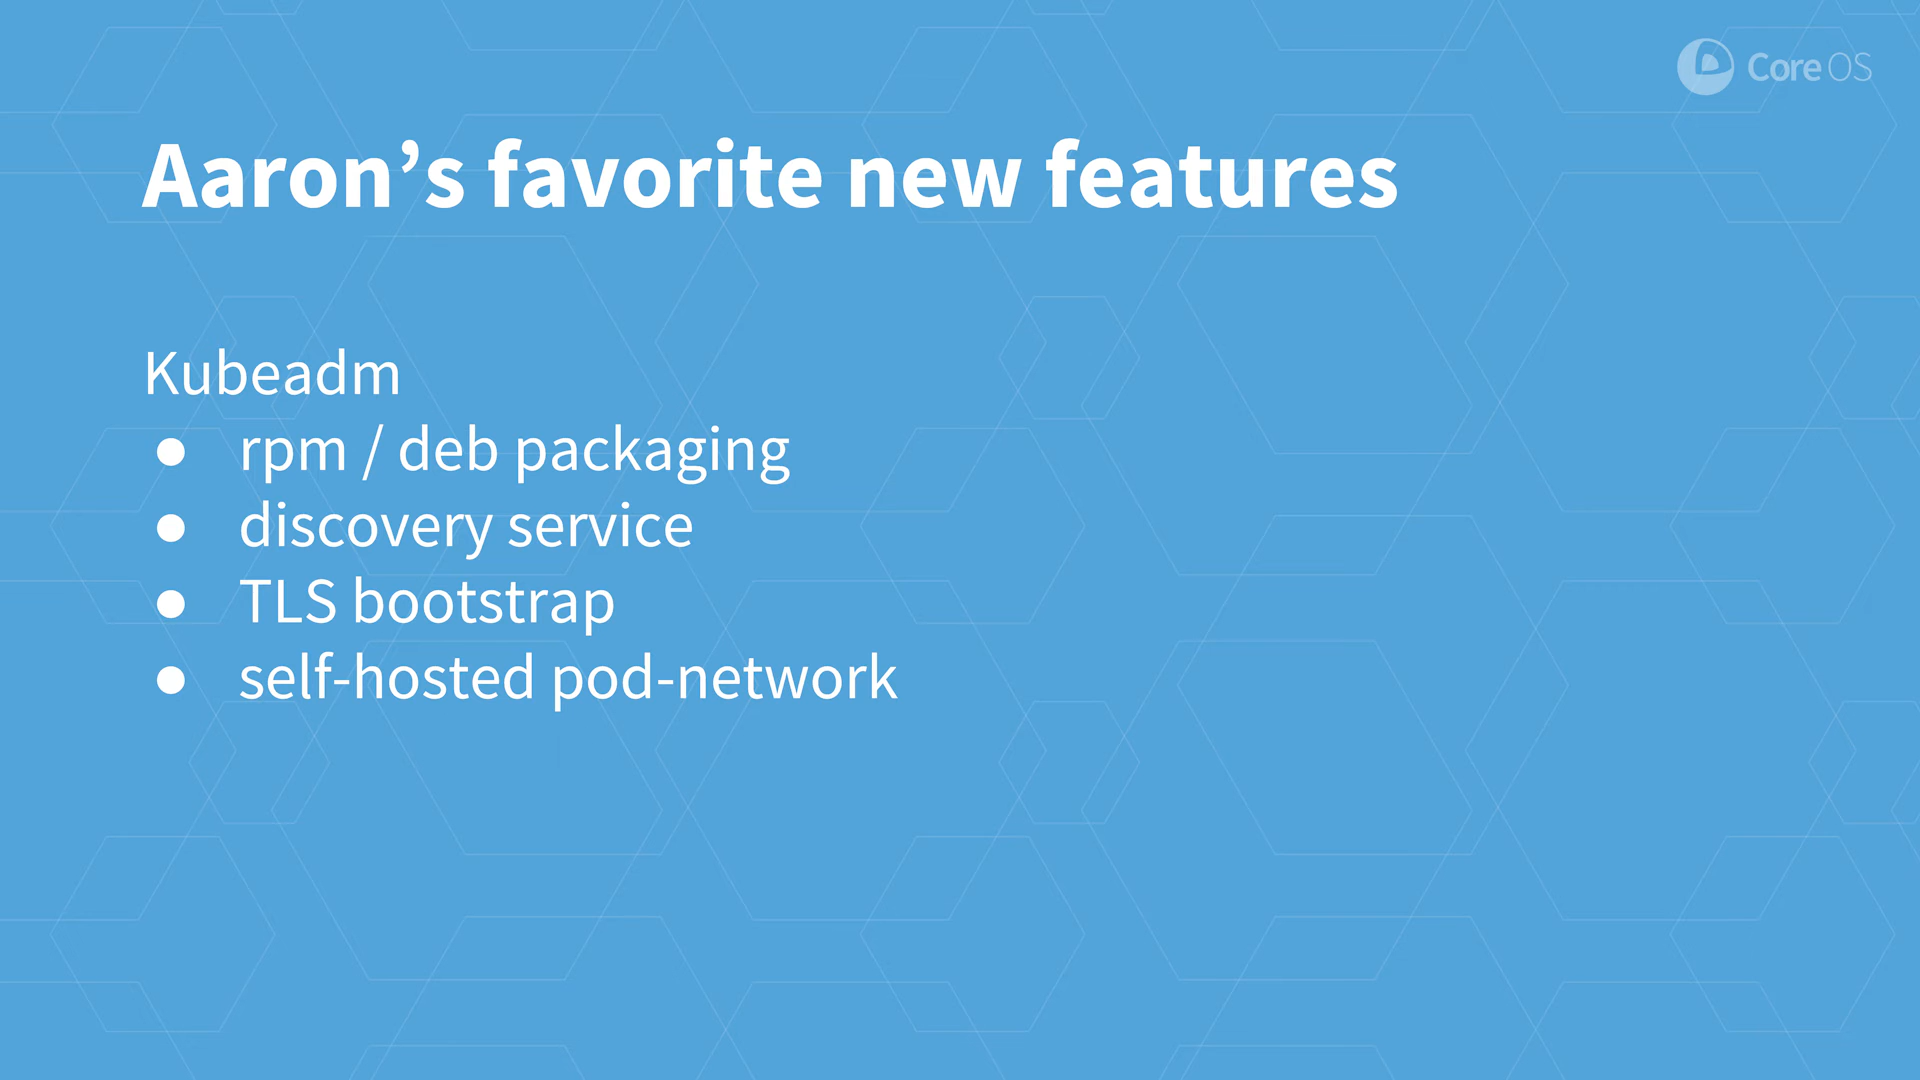 CoreOS
Aaron’s favorite new features
Kubeadm
● rpm / deb packaging
● discovery service
● TLS bootstrap
● self-hosted pod-network